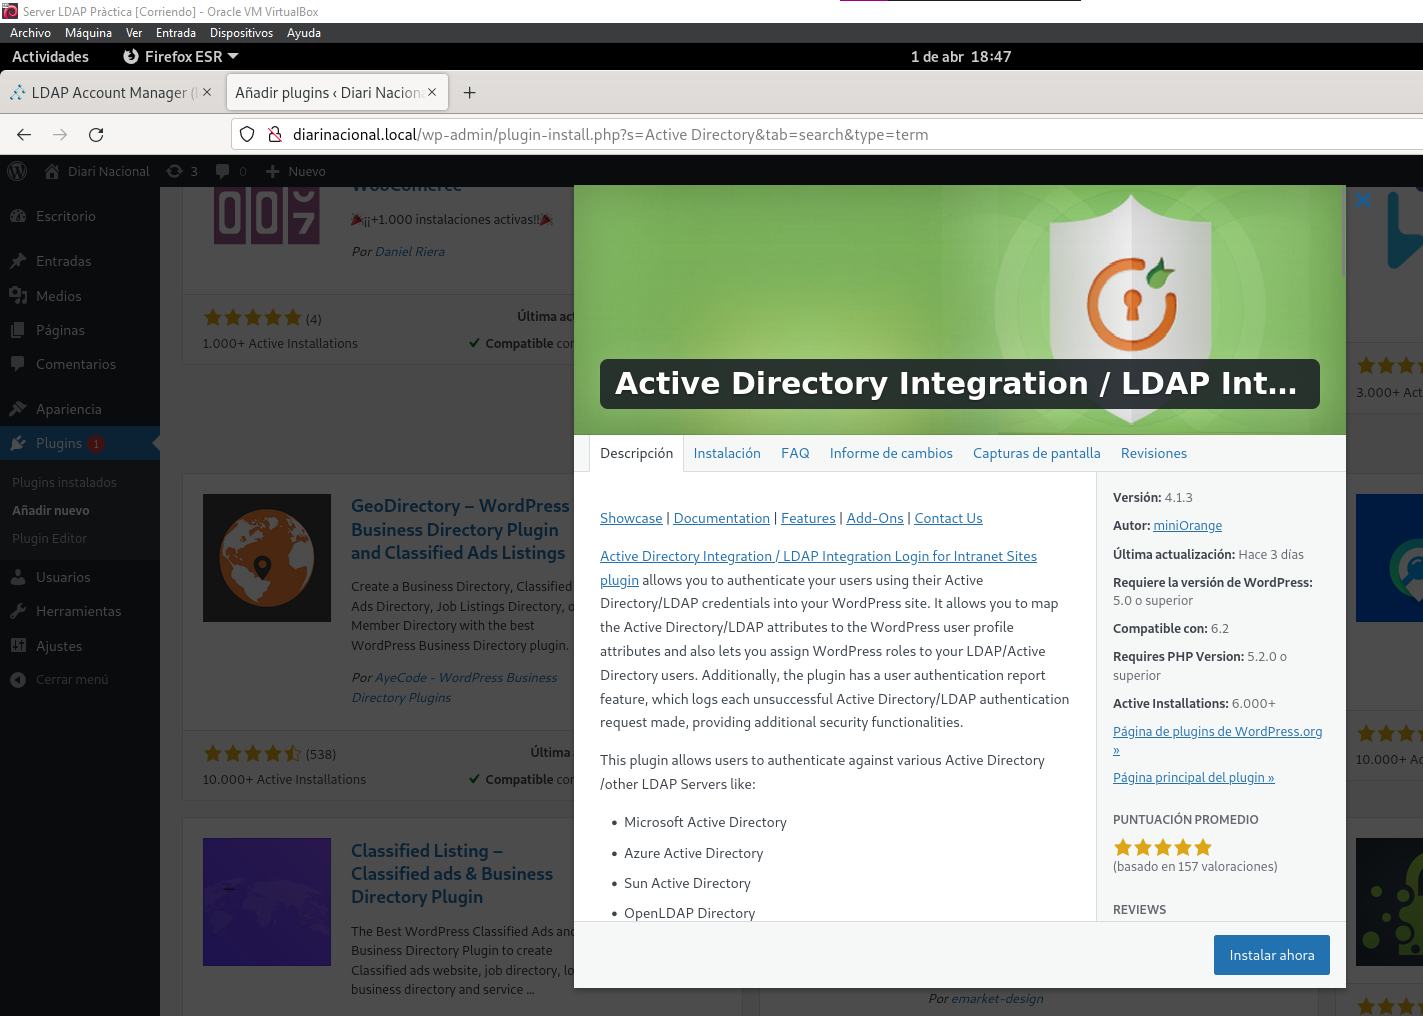 Server LDAP Pràctica [Corriendo] - Oracle VM VirtualBox
Archivo Máquina Ver Entrada Dispositivos Ayuda
Actividades Firefox ESR 1 de abr 18:47
LDAP Account Manager ( Añadir plugins ‹ Diari Naciona
diarinacional.local/wp-admin/plugin-install.php?s=Active Directory&tab=search&type=term
Diari Nacional 3 0 Nuevo
Escritorio
Entradas
Medios
Páginas
Comentarios
Apariencia
Plugins 1
Plugins instalados
Añadir nuevo
Plugin Editor
Usuarios
Herramientas
Ajustes
Cerrar menú
WooComerce
007
¡¡+1.000 instalaciones activas!!
Por Daniel Riera
(4)
Última ac
1.000+ Active Installations
Compatible co
GeoDirectory – WordPress
Business Directory Plugin
and Classified Ads Listings
Create a Business Directory, Classified
Ads Directory, Job Listings Directory, o
Member Directory with the best
WordPress Business Directory plugin.
Por AyeCode - WordPress Business
Directory Plugins
(538)
Última
10.000+ Active Installations
Compatible co
Classified Listing –
Classified ads & Business
Directory Plugin
The Best WordPress Classified Ads and
Business Directory Plugin to create
Classified ads website, job directory, lo
business directory and service ...
Active Directory Integration / LDAP Int...
Descripción Instalación FAQ Informe de cambios Capturas de pantalla Revisiones
Showcase | Documentation | Features | Add-Ons | Contact Us
Active Directory Integration / LDAP Integration Login for Intranet Sites
plugin allows you to authenticate your users using their Active
Directory/LDAP credentials into your WordPress site. It allows you to map
the Active Directory/LDAP attributes to the WordPress user profile
attributes and also lets you assign WordPress roles to your LDAP/Active
Directory users. Additionally, the plugin has a user authentication report
feature, which logs each unsuccessful Active Directory/LDAP authentication
request made, providing additional security functionalities.
This plugin allows users to authenticate against various Active Directory
/other LDAP Servers like:
• Microsoft Active Directory
• Azure Active Directory
• Sun Active Directory
• OpenLDAP Directory
Versión: 4.1.3
Autor: miniOrange
Última actualización: Hace 3 días
Requiere la versión de WordPress:
5.0 o superior
Compatible con: 6.2
Requires PHP Version: 5.2.0 o
superior
Active Installations: 6.000+
Página de plugins de WordPress.org
»
Página principal del plugin »
PUNTUACIÓN PROMEDIO
(basado en 157 valoraciones)
REVIEWS
Instalar ahora
Por emarket-design
3.000+ Act
10.000+ Ac